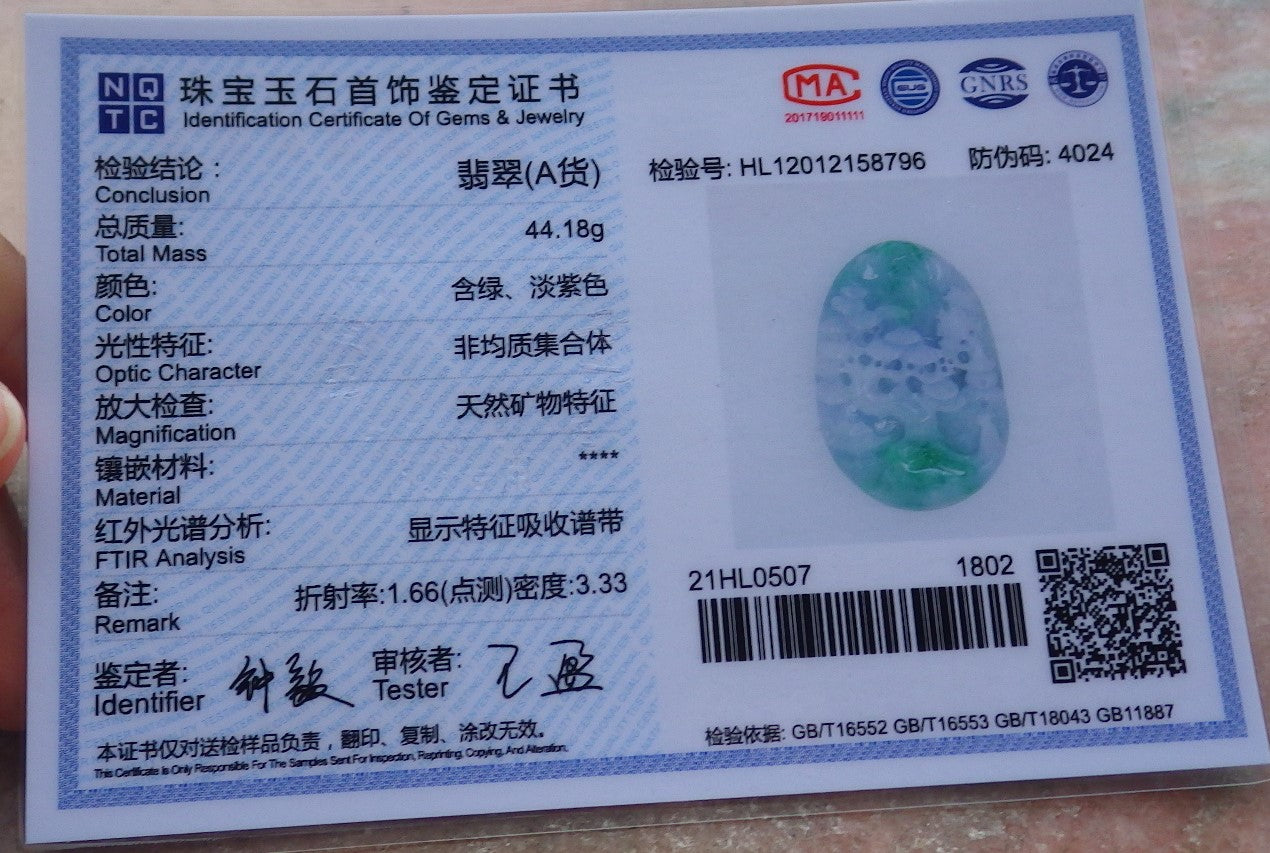 NQTC
珠宝玉石首饰鉴定证书
Identification Certificate Of Gems & Jewelry
MA
201719011111
GNRS
检验结论: 翡翠(A货)
Conclusion
总质量: 44.18g
Total Mass
颜色: 含绿、淡紫色
Color
光性特征: 非均质集合体
Optic Character
放大检查: 天然矿物特征
Magnification
镶嵌材料: ****
Material
红外光谱分析: 显示特征吸收谱带
FTIR Analysis
备注: 折射率:1.66(点测)密度:3.33
Remark
鉴定者:
Identifier
审核者: 王盈
Tester
本证书仅对送检样品负责，翻印、复制、涂改无效。
This Certificate is Only Responsible For The Samples Sent For Inspection, Reprinting, Copying, And Alteration.
检验号: HL12012158796 防伪码: 4024
21HL0507 1802
检验依据: GB/T16552 GB/T16553 GB/T18043 GB11887